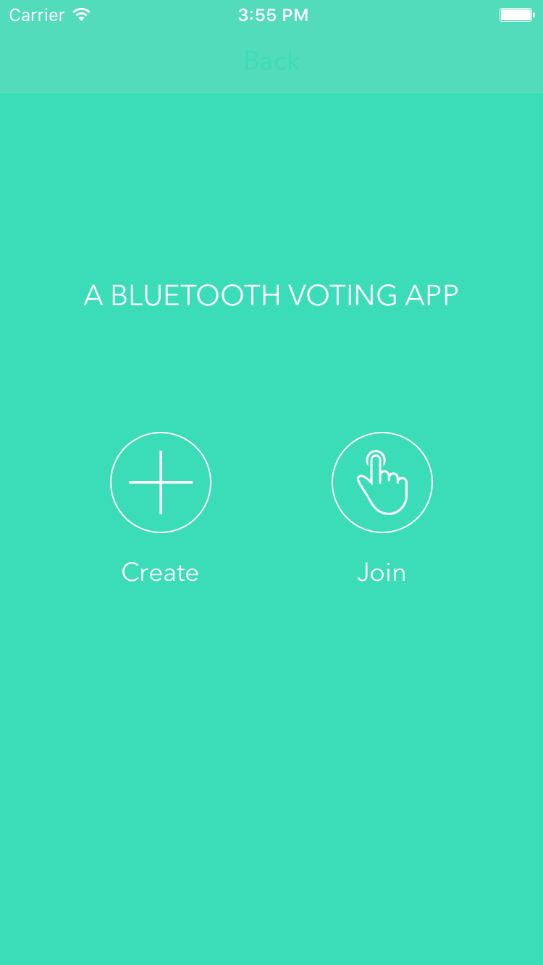 Carrier 3:55 PM
Back
A BLUETOOTH VOTING APP
Create Join